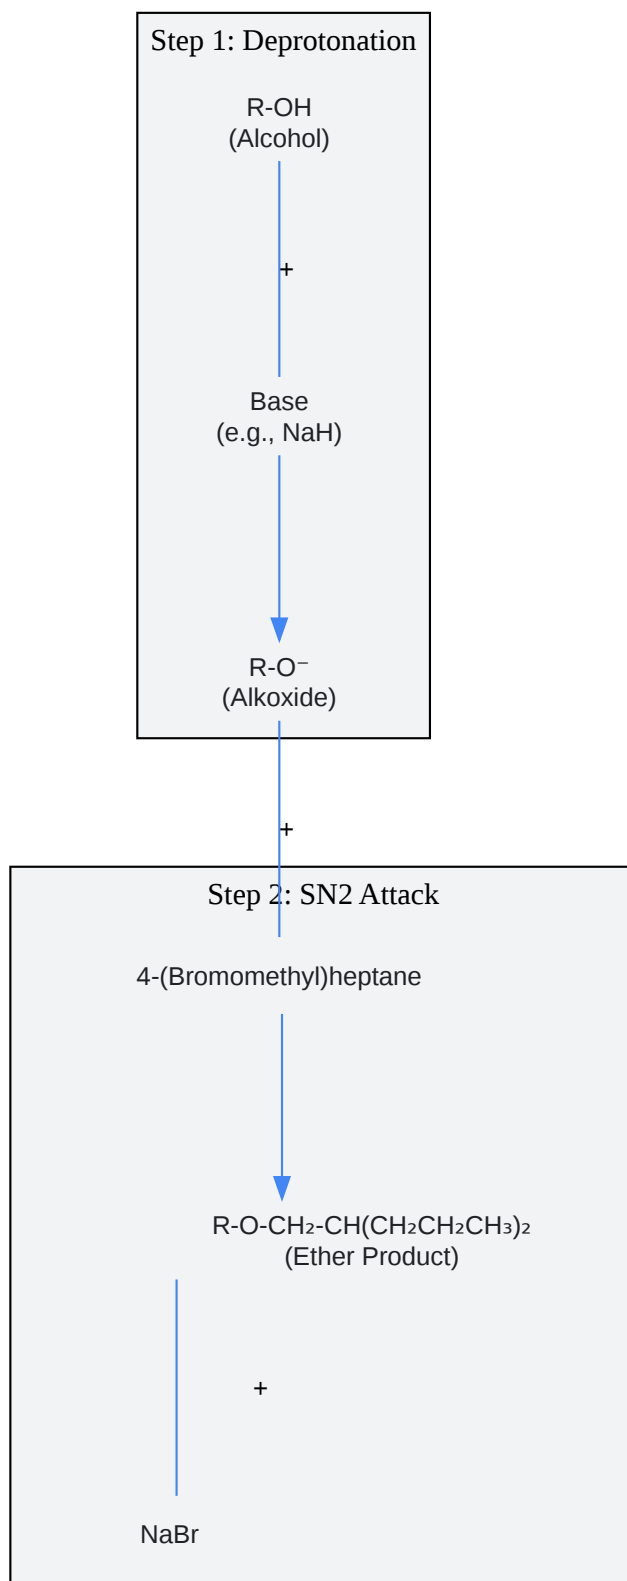 Step 1: Deprotonation
R-OH
(Alcohol)
+
Base
(e.g., NaH)
R-O⁻
(Alkoxide)
+
Step 2: SN2 Attack
4-(Bromomethyl)heptane
R-O-CH₂-CH(CH₂CH₂CH₃)₂
(Ether Product)
+
NaBr